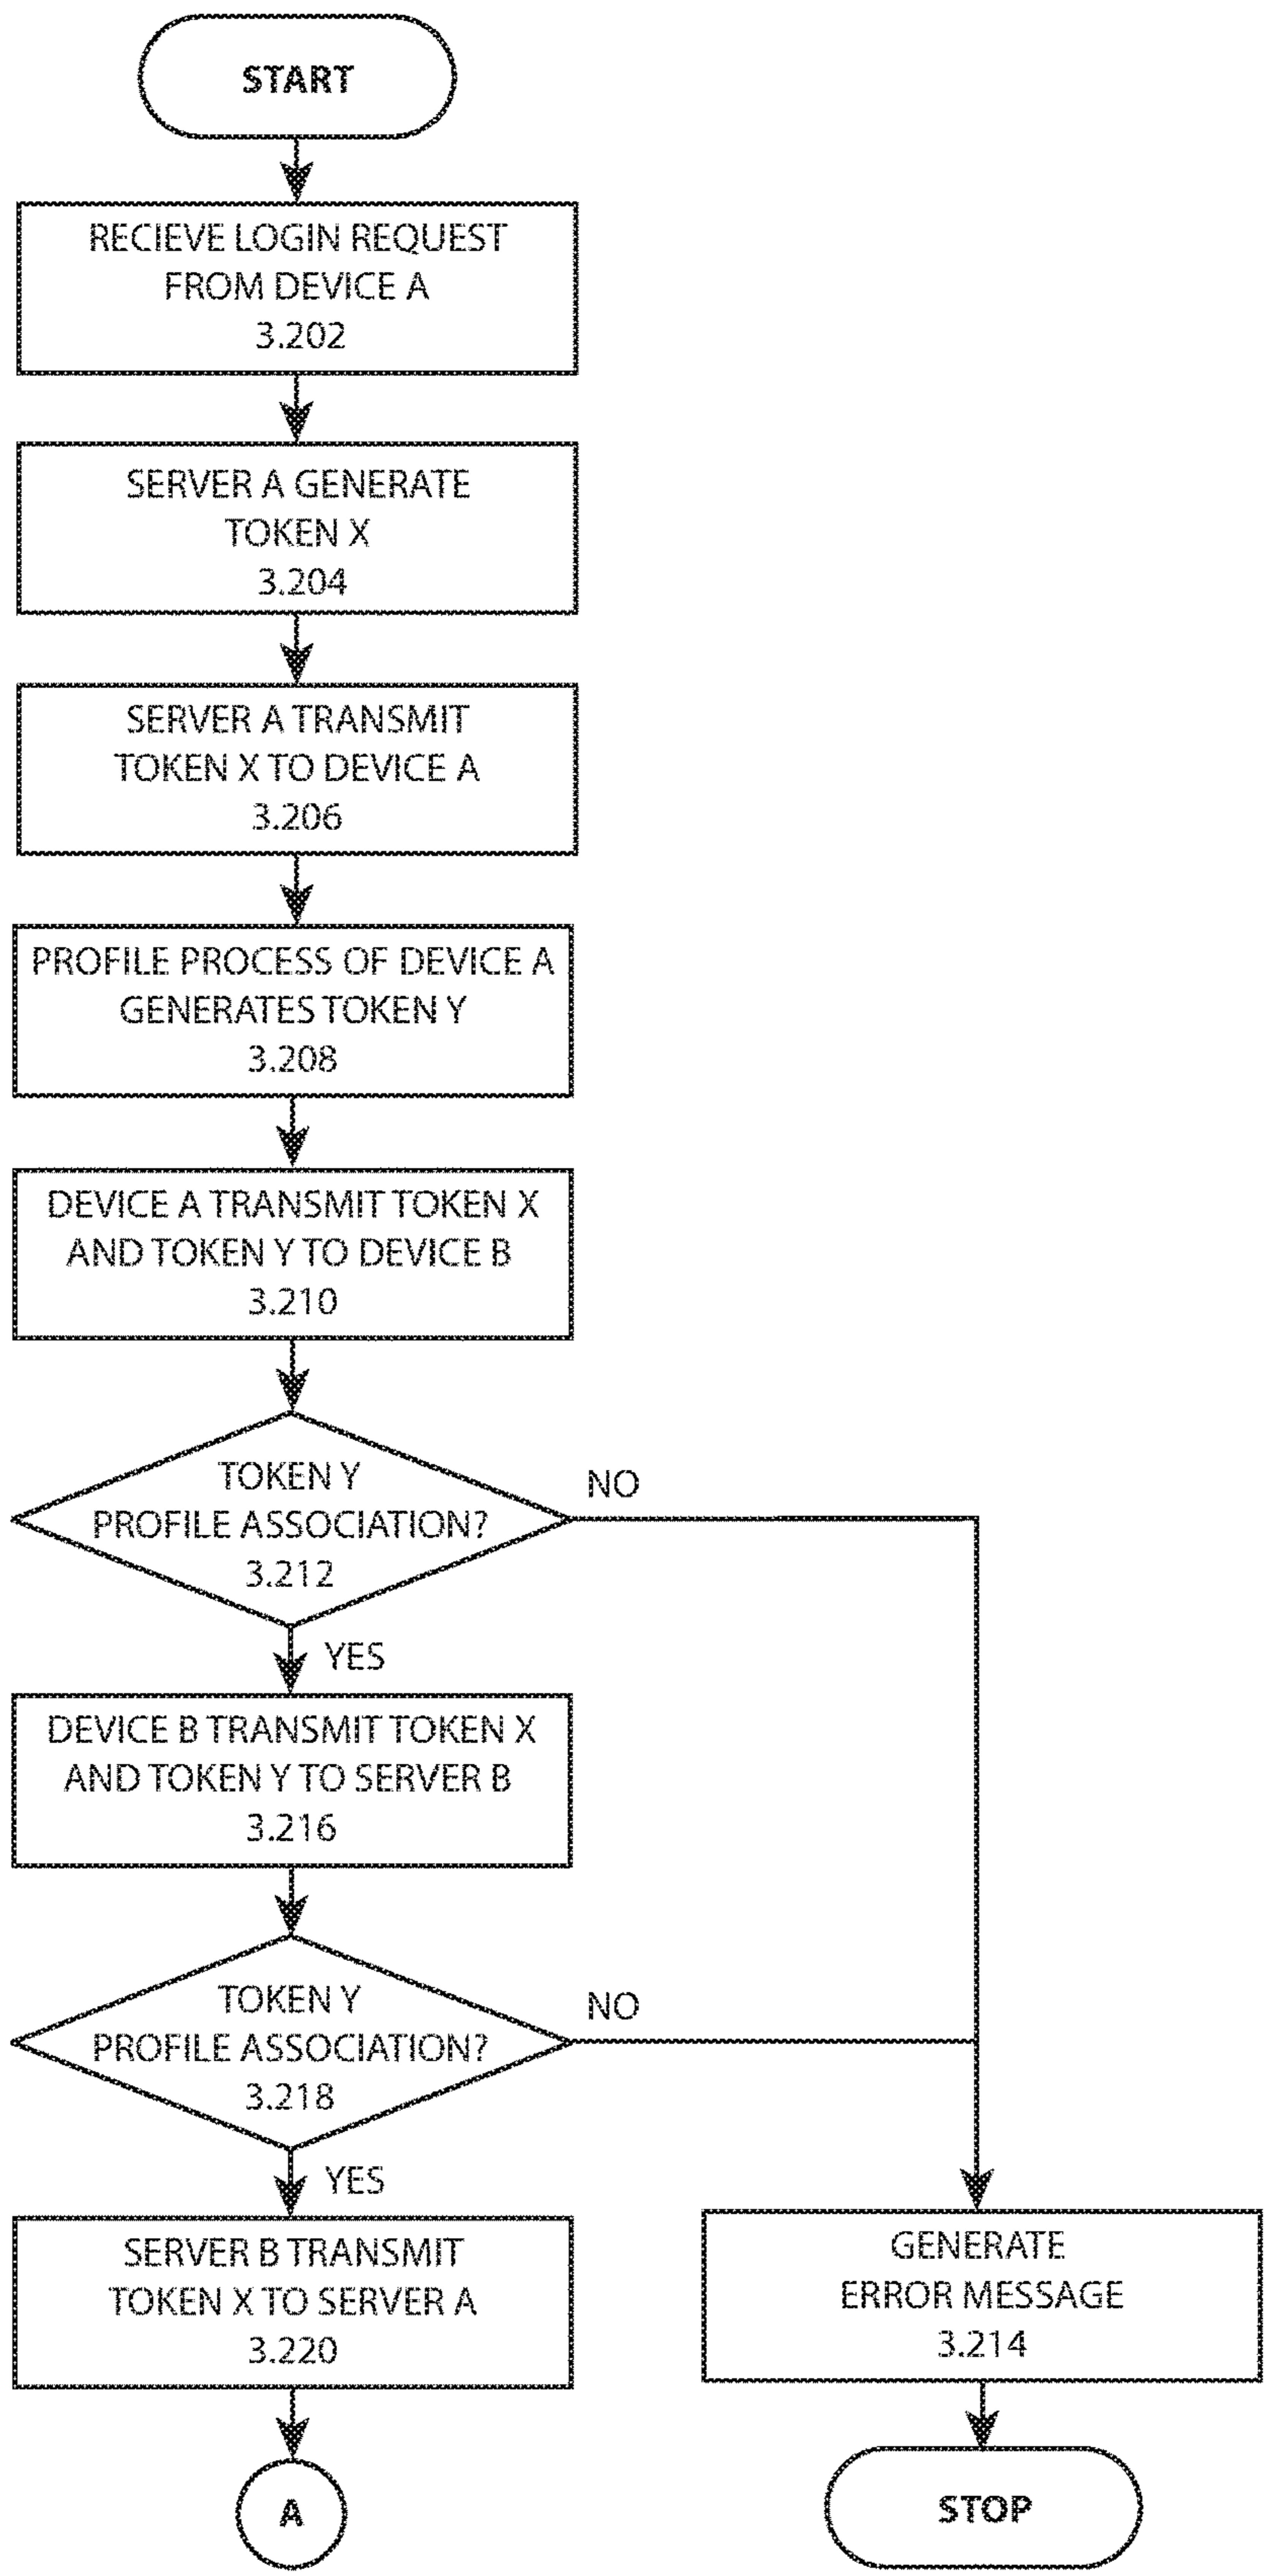 START
RECIEVE LOGIN REQUEST
FROM DEVICE A
3.202
SERVER A GENERATE
TOKEN X
3.204
SERVER A TRANSMIT
TOKEN X TO DEVICE A
3.206
PROFILE PROCESS OF DEVICE A
GENERATES TOKEN Y
3.208
DEVICE A TRANSMIT TOKEN X
AND TOKEN Y TO DEVICE B
3.210
TOKEN Y
PROFILE ASSOCIATION?
3.212
NO
YES
DEVICE B TRANSMIT TOKEN X
AND TOKEN Y TO SERVER B
3.216
TOKEN Y
PROFILE ASSOCIATION?
3.218
NO
YES
SERVER B TRANSMIT
TOKEN X TO SERVER A
3.220
A
GENERATE
ERROR MESSAGE
3.214
STOP